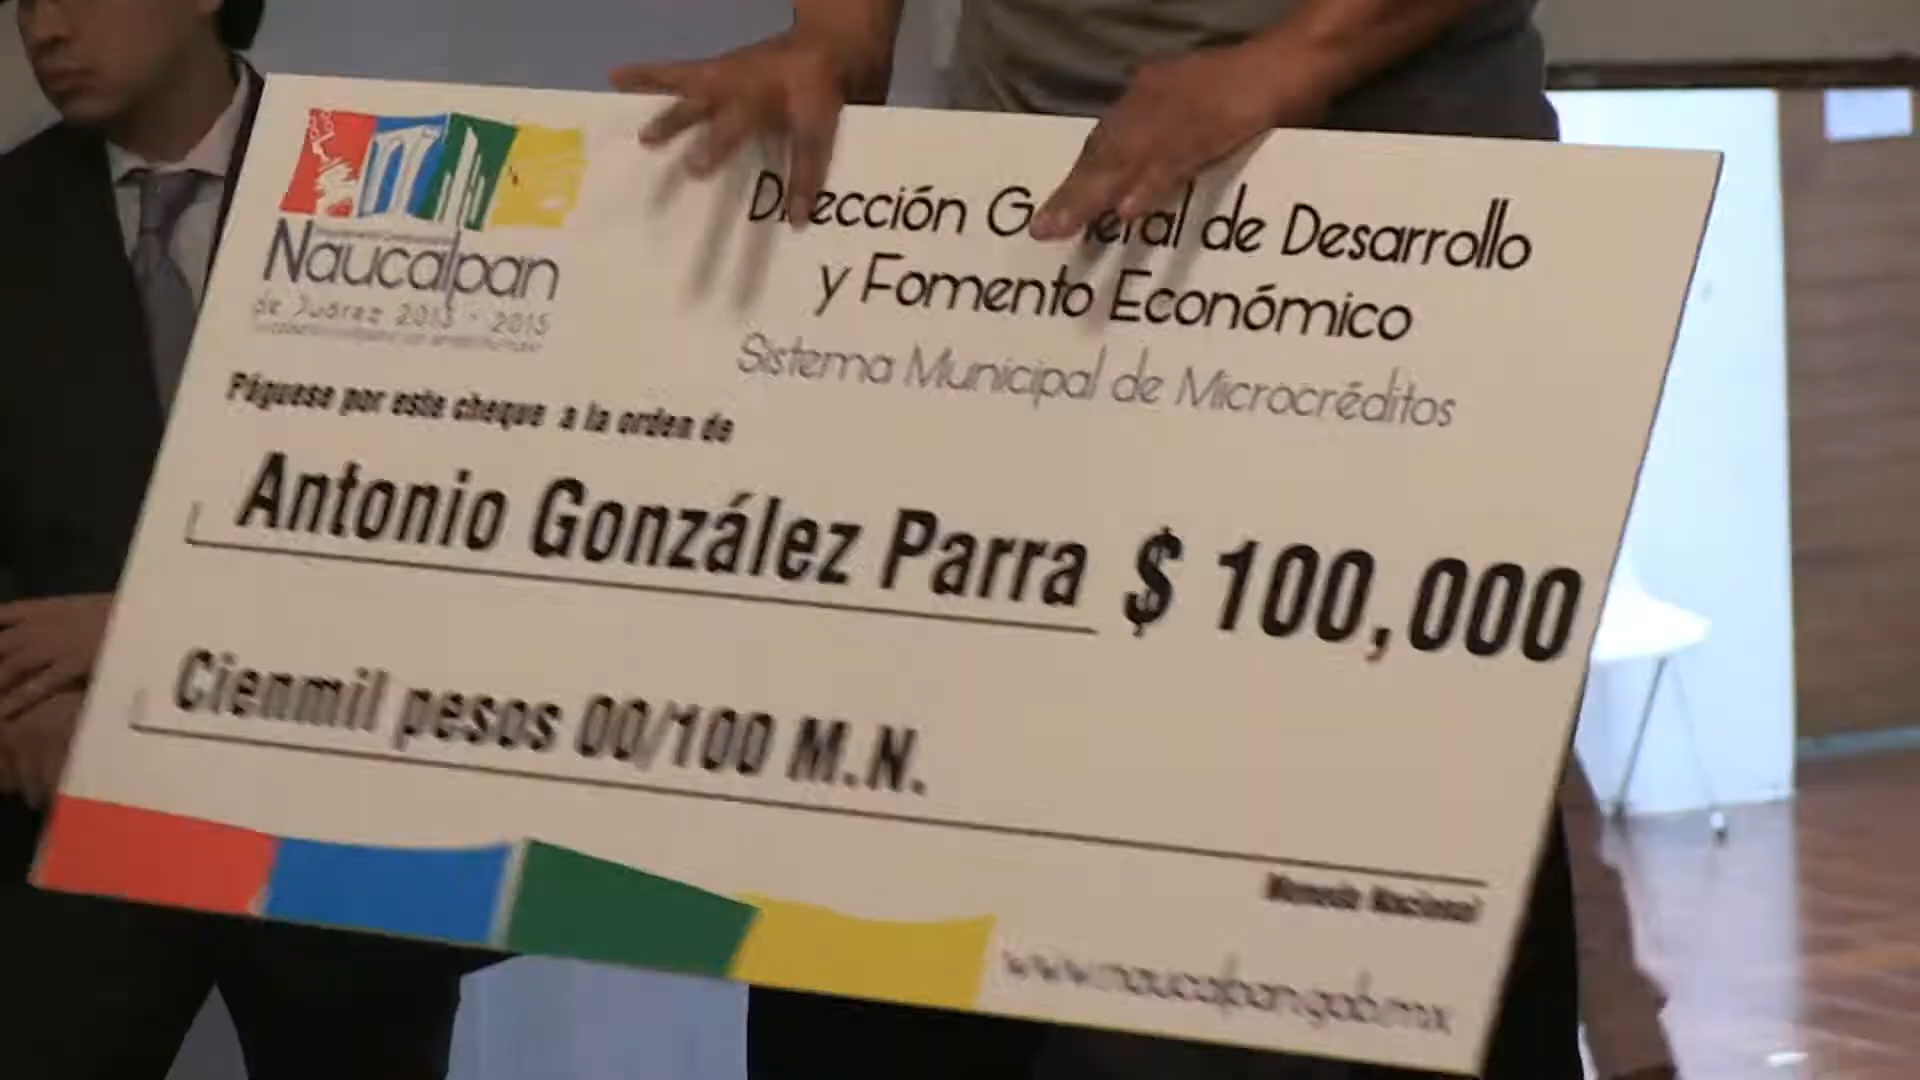 Naucalpan
de Juárez 2013 - 2015
Dirección General de Desarrollo
y Fomento Económico
Sistema Municipal de Microcréditos
Páguese por este cheque a la orden de
Antonio González Parra $ 100,000
Cienmil pesos 00/100 M.N.
Moneda Nacional
www.naucalpan.gob.mx